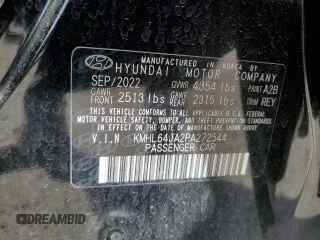 MANUFACTURED IN KOREA BY
HYUNDAI MOTOR COMPANY
SEP/2022 GVWR 4354 lbs PAINT A2B
GAWR FRONT 2513 lbs GAWR REAR 2315 lbs TRIM REY
THIS VEHICLE CONFORMS TO ALL APPLICABLE
U.S. FEDERAL MOTOR VEHICLE SAFETY,
BUMPER, AND THEFT PREVENTION STANDARDS
IN EFFECT ON THE DATE OF MANUFACTURE
SHOWN ABOVE.
V.I.N KMHL64JA2PA272544
PASSENGER CAR
DREAMBID